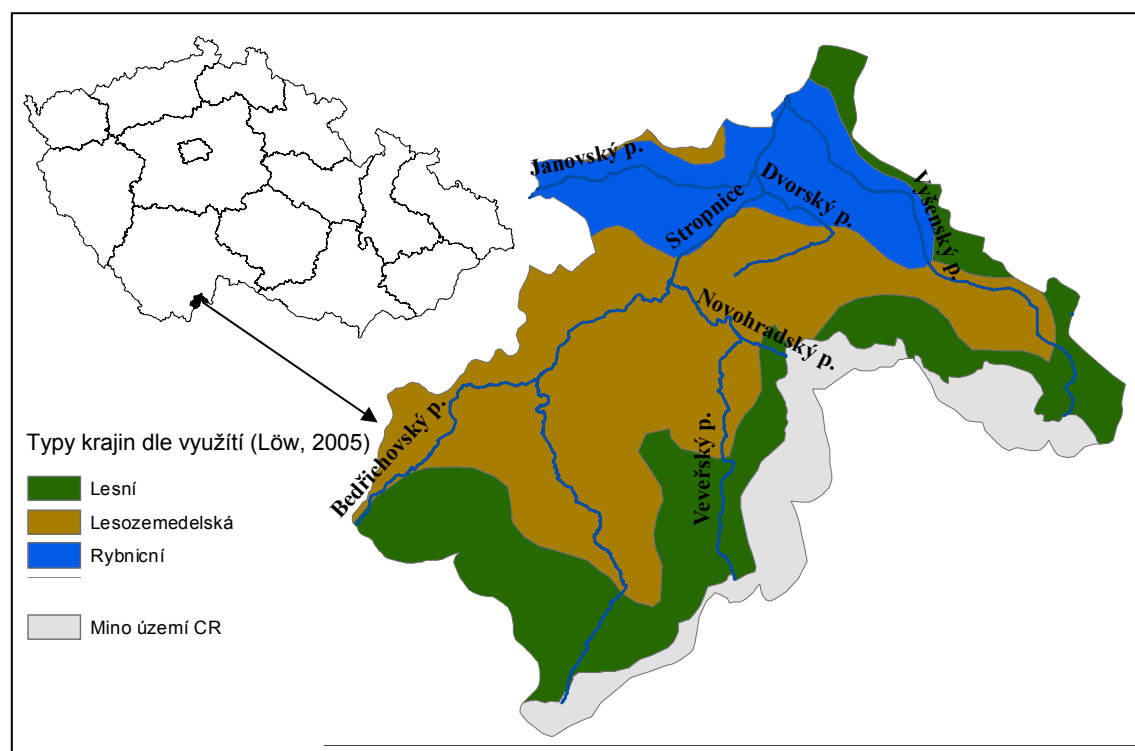 Janovský p.
Stropnice
Dvorský p.
Vyšenský p.
Novohradský p.
Bedřichovský p.
Veveřský p.
Typy krajin dle využítí (Löw, 2005)
Lesní
Lesozemedelská
Rybnicní
Mino území CR